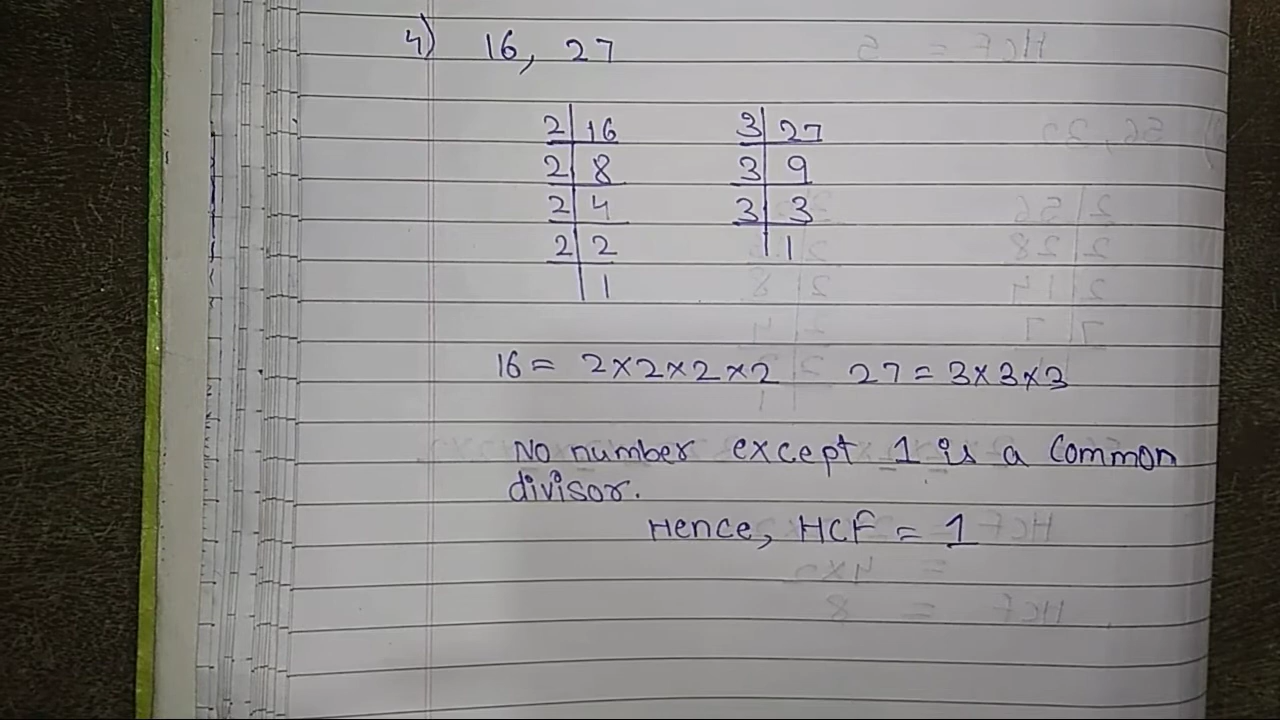 4) 16, 27
2 16 3 27
2 8 3 9
2 4 3 3
2 2 1
1
16 = 2×2×2×2 27 = 3×3×3
No number except 1 is a common
divisor.
Hence, HCF = 1